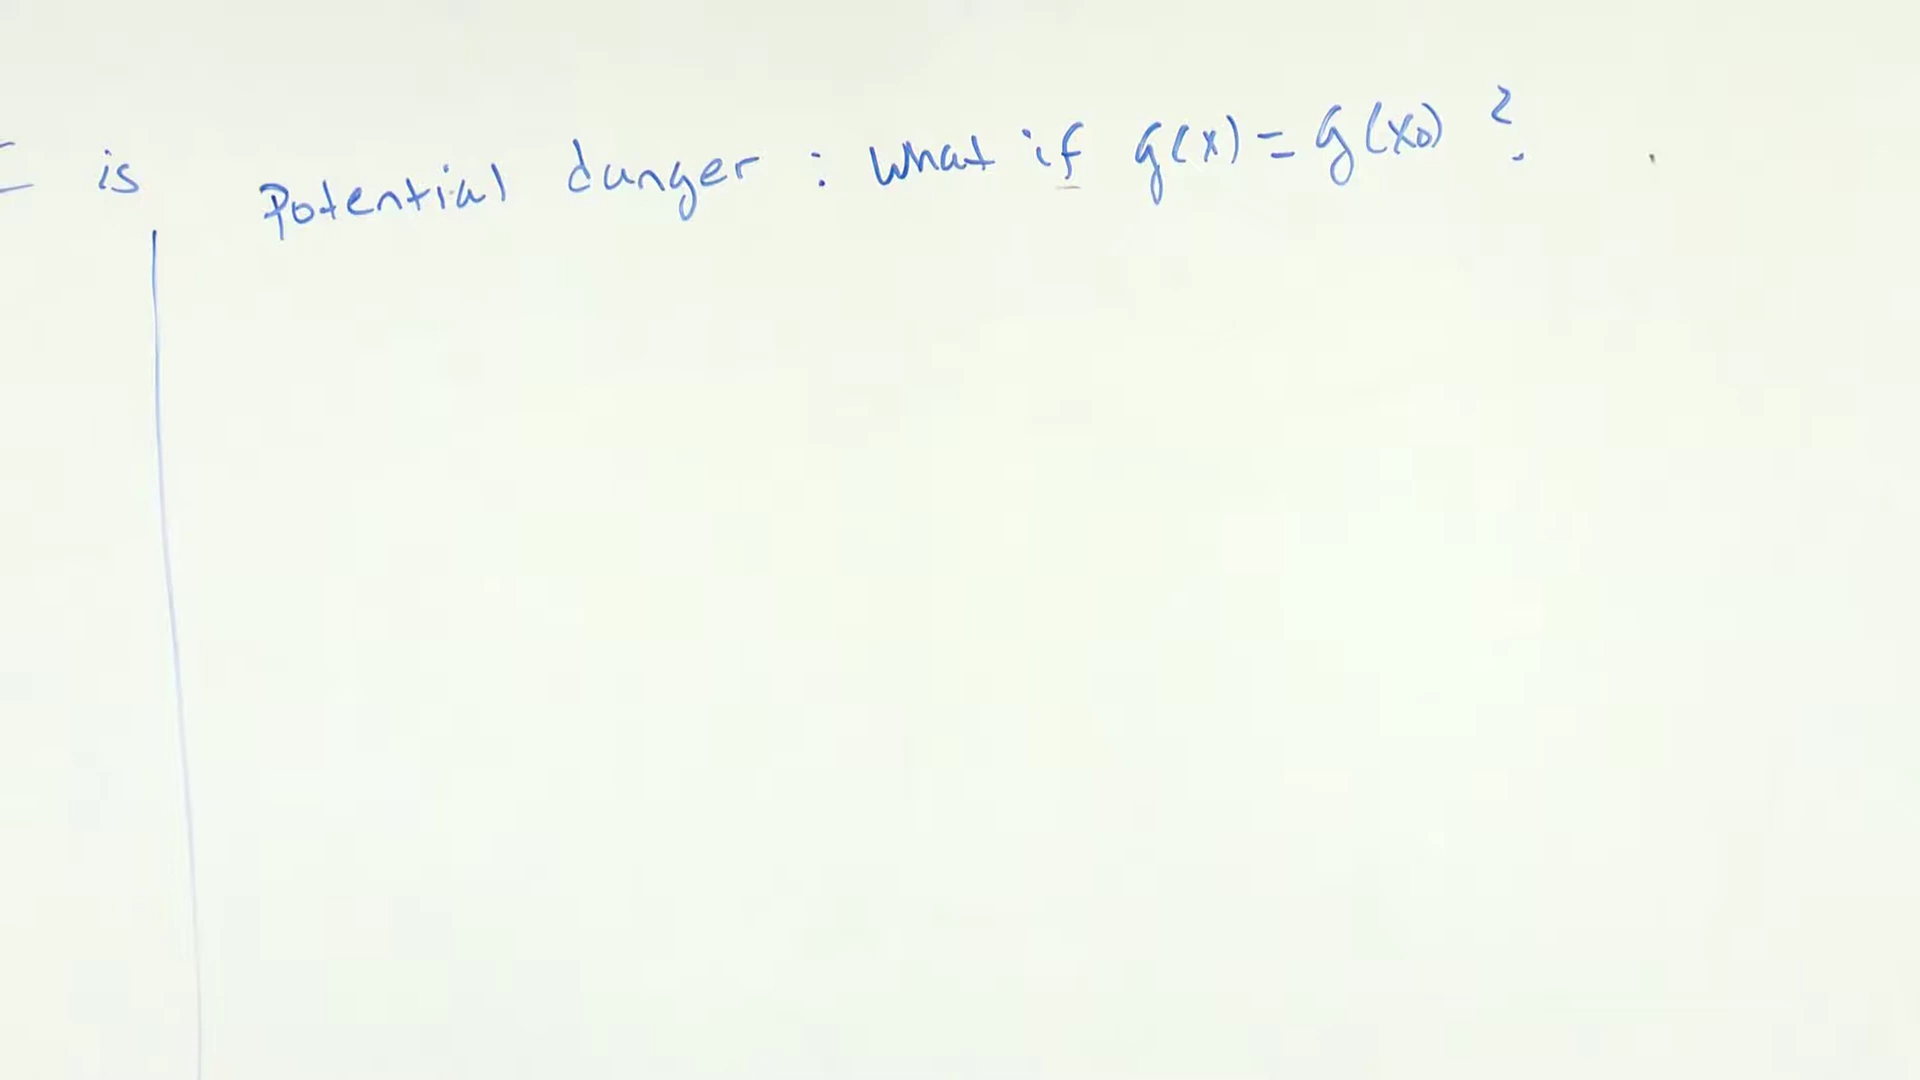 is
Potential danger : What if g(x) = g(x₀) ?